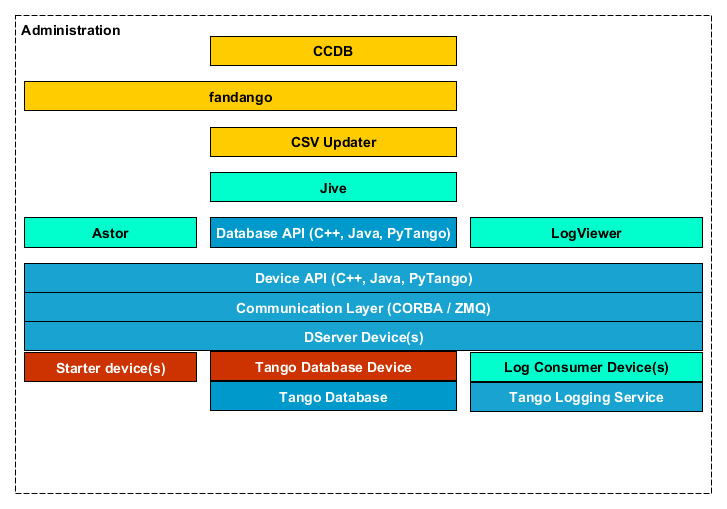 Administration
CCDB
fandango
CSV Updater
Jive
Astor
Database API (C++, Java, PyTango)
LogViewer
Device API (C++, Java, PyTango)
Communication Layer (CORBA / ZMQ)
DServer Device(s)
Starter device(s)
Tango Database Device
Log Consumer Device(s)
Tango Database
Tango Logging Service